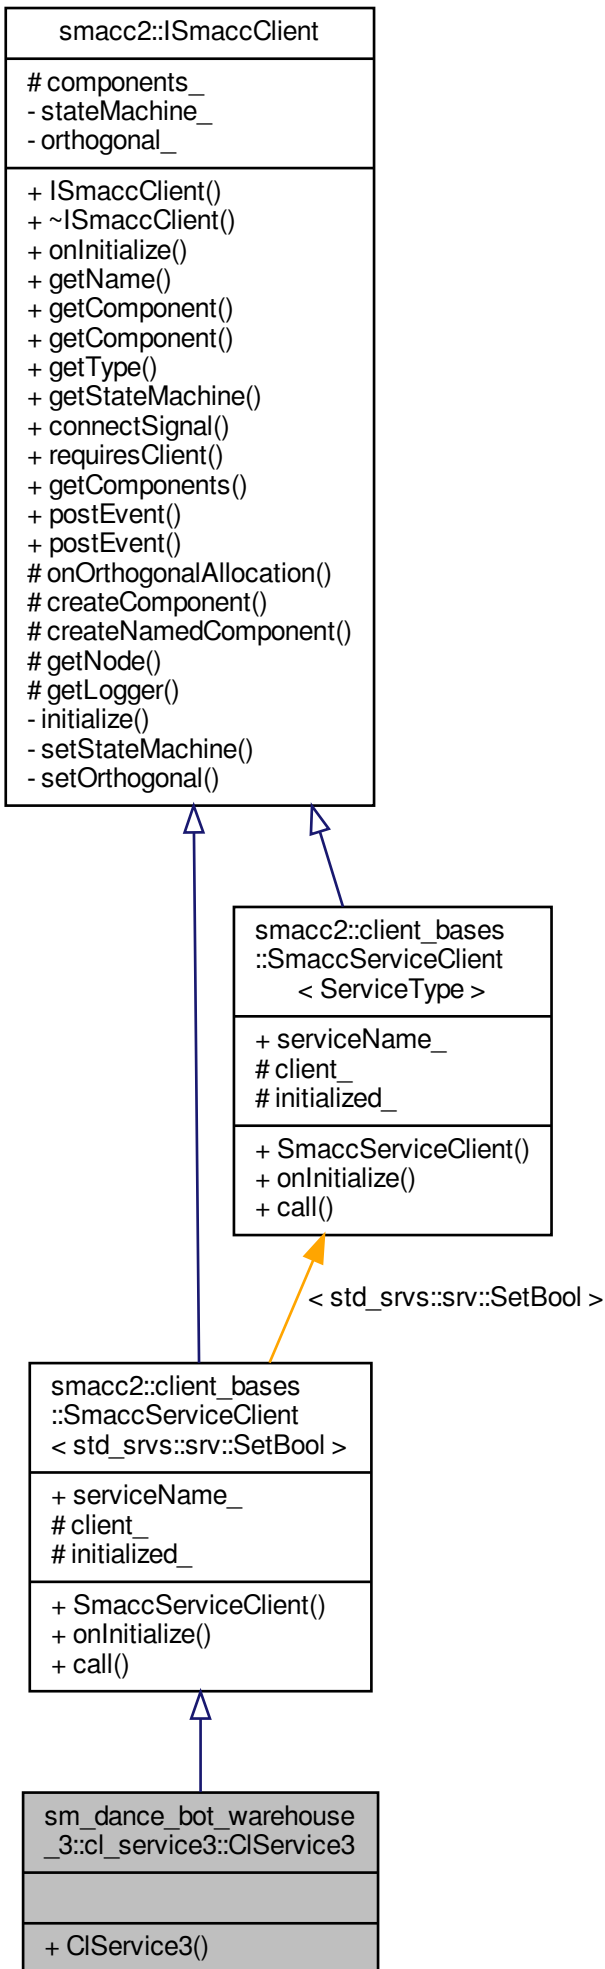 smacc2::ISmaccClient
# components_
- stateMachine_
- orthogonal_
+ ISmaccClient()
+ ~ISmaccClient()
+ onInitialize()
+ getName()
+ getComponent()
+ getComponent()
+ getType()
+ getStateMachine()
+ connectSignal()
+ requiresClient()
+ getComponents()
+ postEvent()
+ postEvent()
# onOrthogonalAllocation()
# createComponent()
# createNamedComponent()
# getNode()
# getLogger()
- initialize()
- setStateMachine()
- setOrthogonal()
smacc2::client_bases
::SmaccServiceClient
< ServiceType >
+ serviceName_
# client_
# initialized_
+ SmaccServiceClient()
+ onInitialize()
+ call()
< std_srvs::srv::SetBool >
smacc2::client_bases
::SmaccServiceClient
< std_srvs::srv::SetBool >
+ serviceName_
# client_
# initialized_
+ SmaccServiceClient()
+ onInitialize()
+ call()
sm_dance_bot_warehouse
_3::cl_service3::ClService3
+ ClService3()